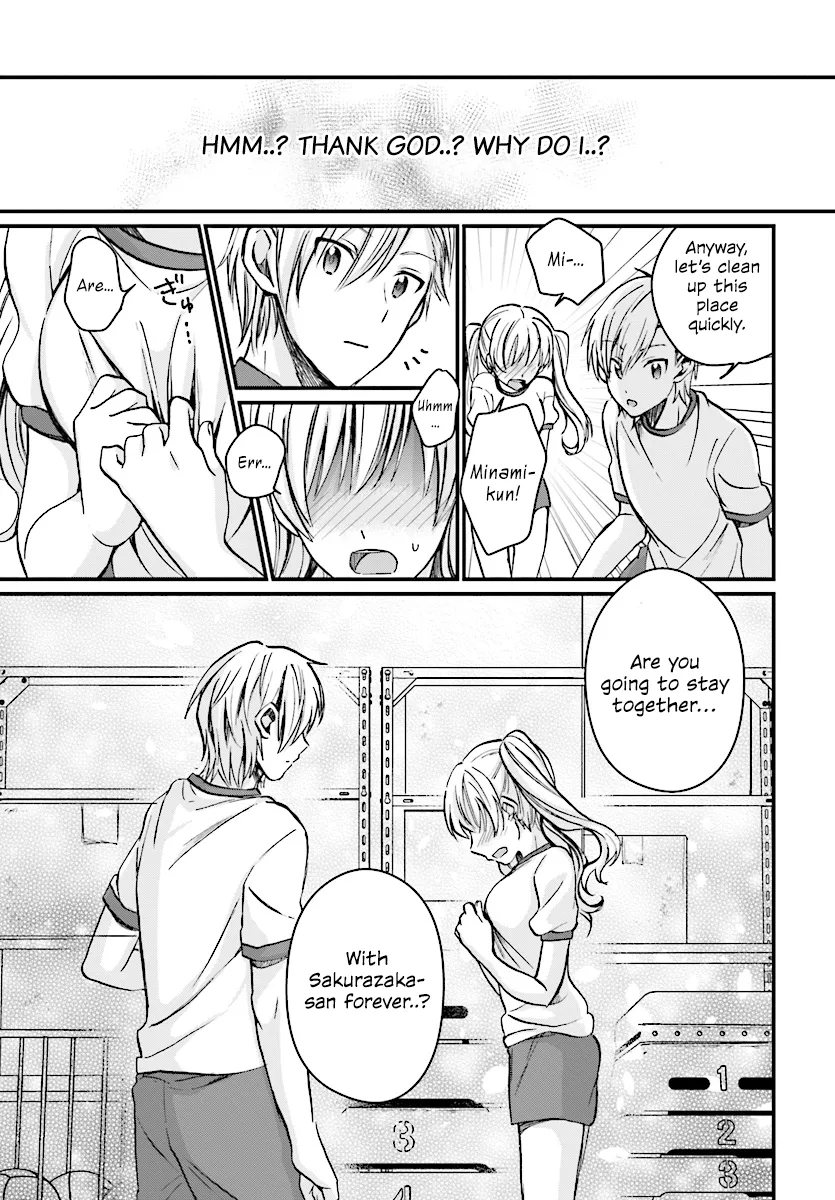 HMM..? THANK GOD..? WHY DO I..?
Anyway,
let's clean
up this
place
quickly.
Mi-...
Minami-
kun!
Uhmm
...
Err...
Are...
ぎゅ…
Are you
going to stay
together...
With
Sakurazaka-
san forever..?
3
4
1
2
3